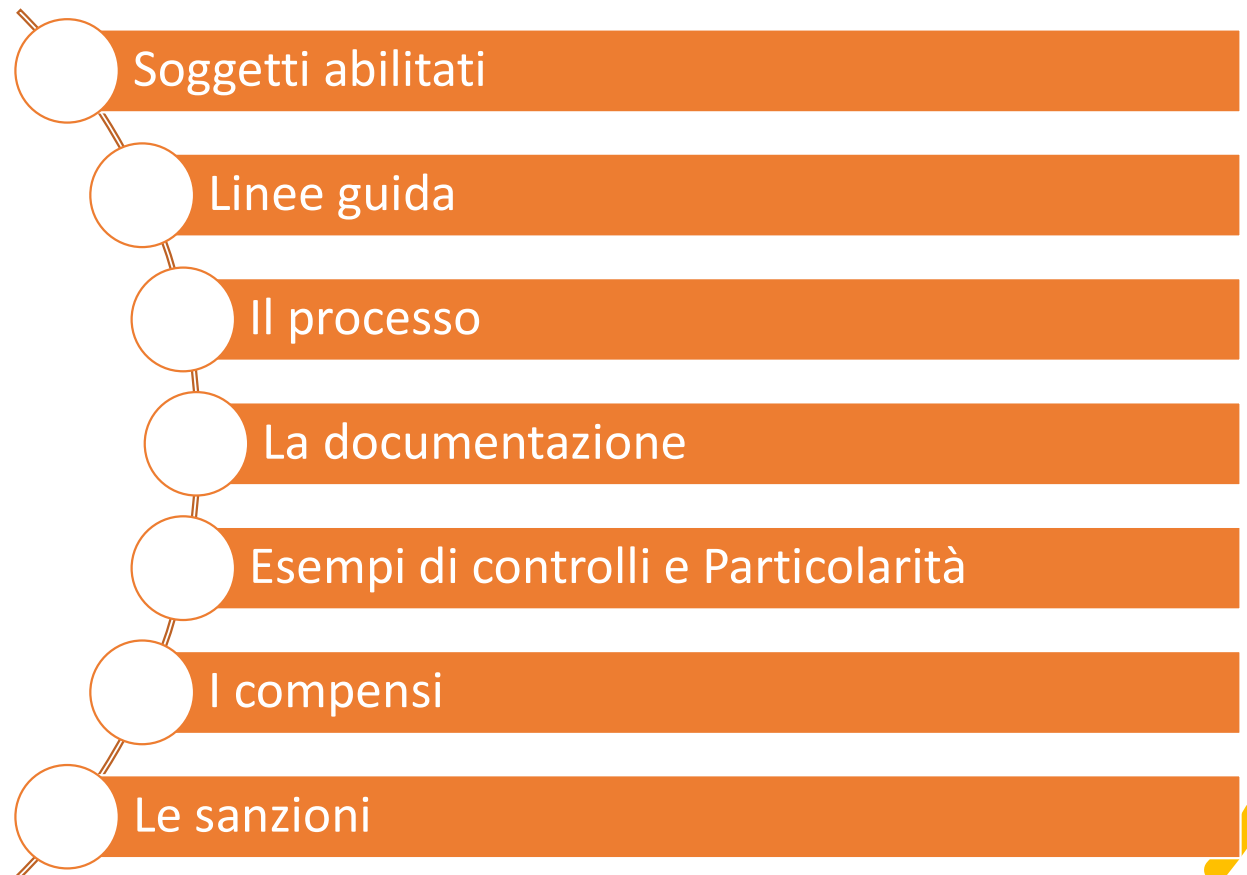 Soggetti abilitati
Linee guida
Il processo
La documentazione
Esempi di controlli e Particolarità
I compensi
Le sanzioni